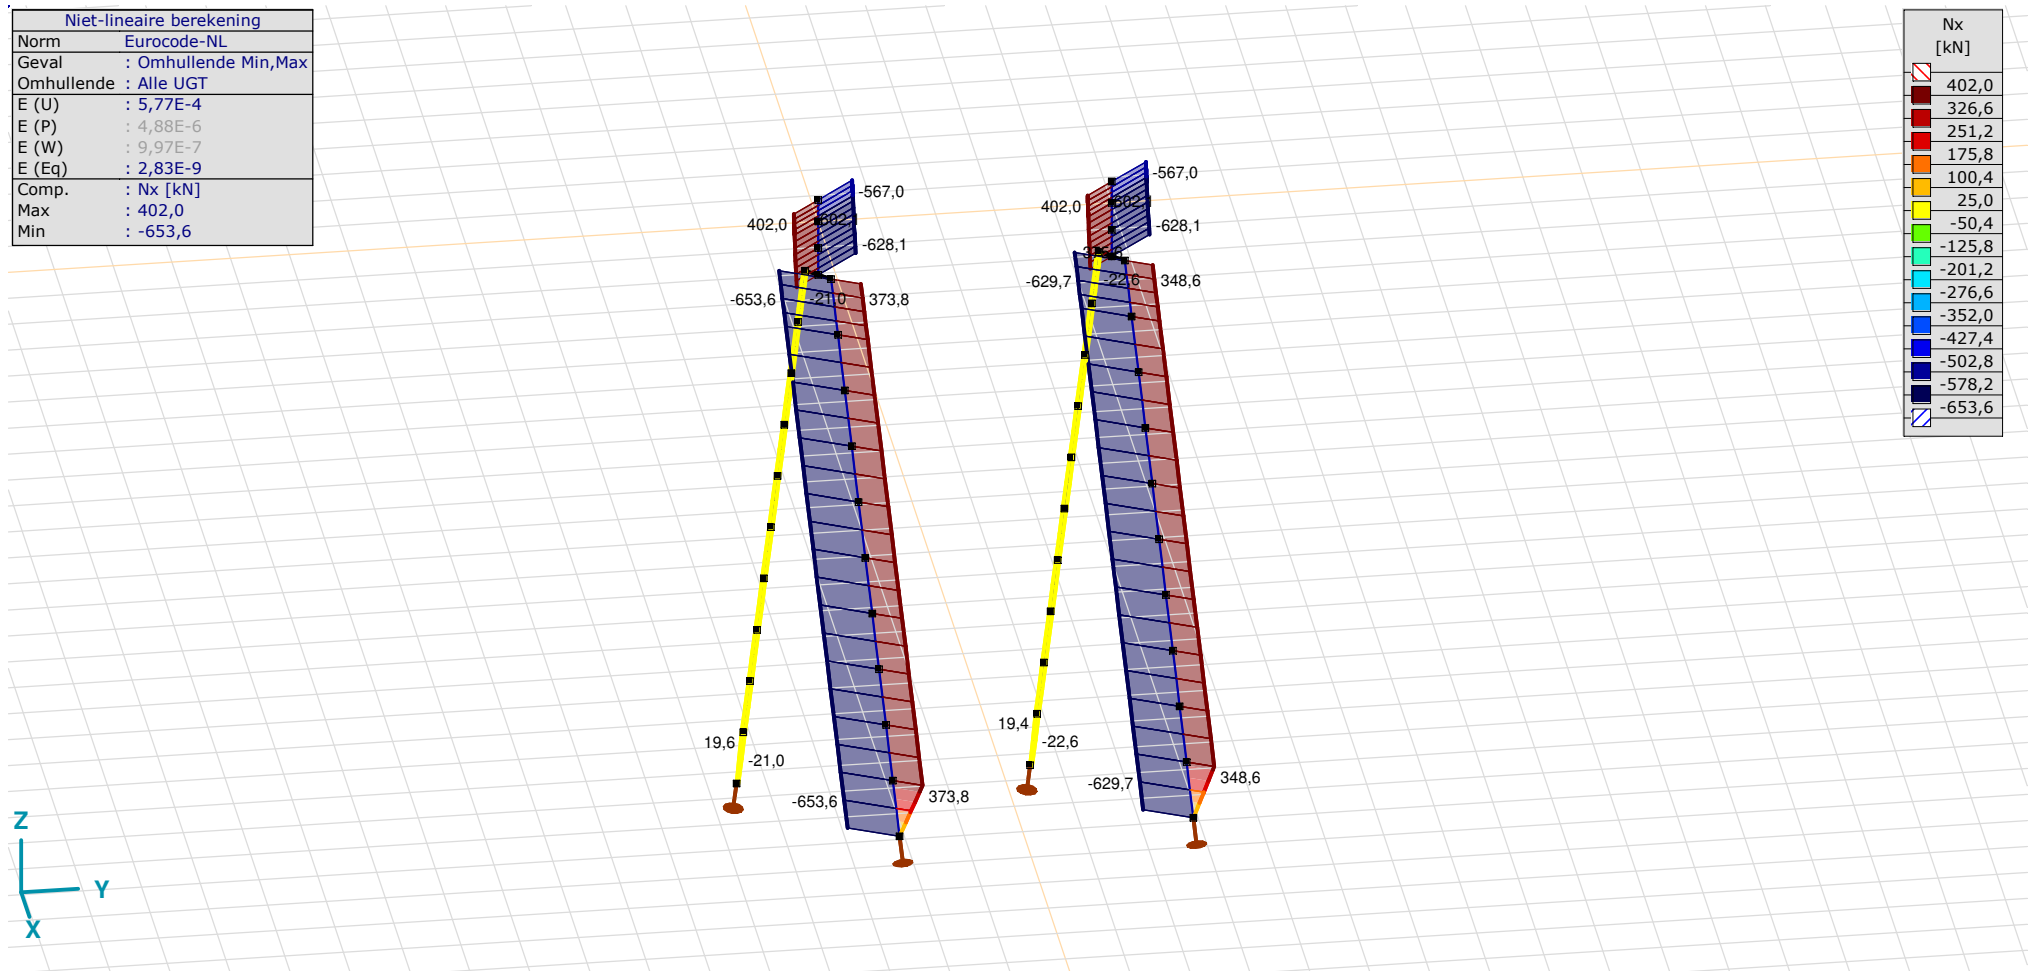 Niet-lineaire berekening
Norm Eurocode-NL
Geval : Omhullende Min,Max
Omhullende : Alle UGT
E (U) : 5,77E-4
E (P) : 4,88E-6
E (W) : 9,97E-7
E (Eq) : 2,83E-9
Comp. : Nx [kN]
Max : 402,0
Min : -653,6
Nx
[kN]
402,0
326,6
251,2
175,8
100,4
25,0
-50,4
-125,8
-201,2
-276,6
-352,0
-427,4
-502,8
-578,2
-653,6
-567,0
402,0
-628,1
-653,6
-21,0
373,8
19,6
-21,0
-653,6
373,8
-567,0
402,0
-628,1
-629,7
-22,6
348,6
19,4
-22,6
-629,7
348,6
Z
Y
X